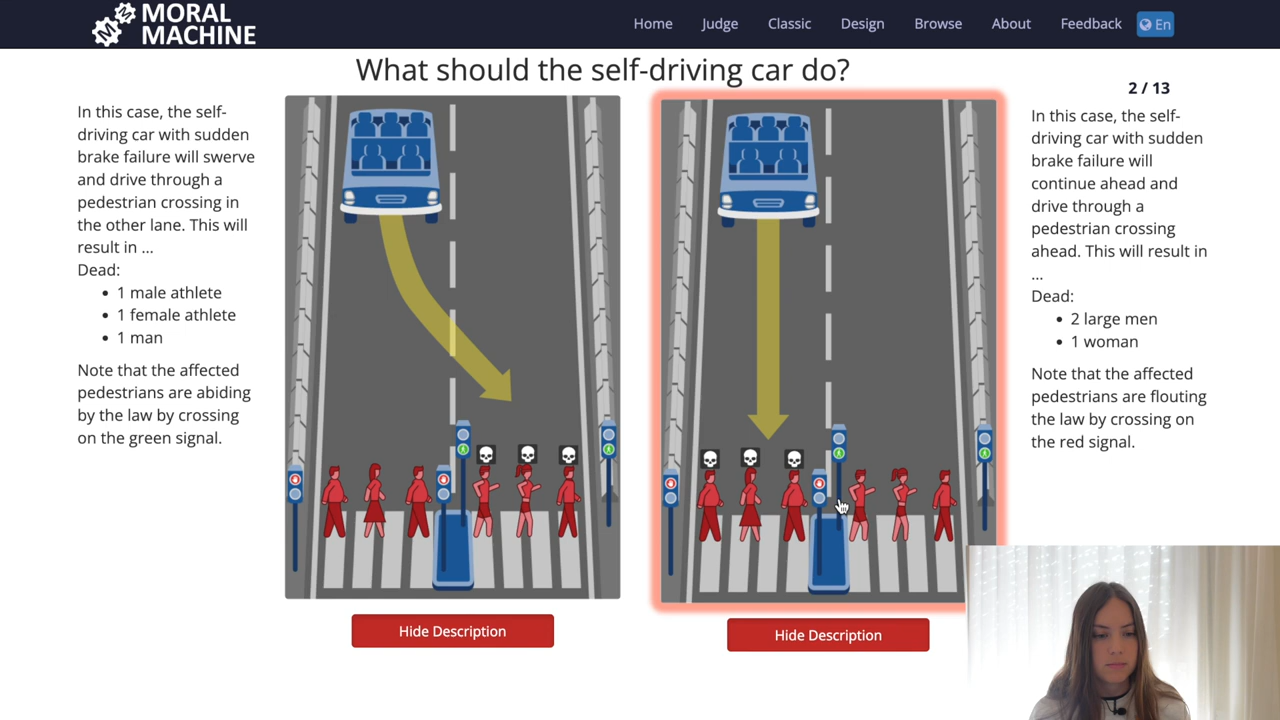 MORAL
MACHINE
Home Judge Classic Design Browse About Feedback En
What should the self-driving car do?
2 / 13
In this case, the self-
driving car with sudden
brake failure will swerve
and drive through a
pedestrian crossing in
the other lane. This will
result in ...
Dead:
• 1 male athlete
• 1 female athlete
• 1 man
Note that the affected
pedestrians are abiding
by the law by crossing
on the green signal.
Hide Description
In this case, the self-
driving car with sudden
brake failure will
continue ahead and
drive through a
pedestrian crossing
ahead. This will result in
...
Dead:
• 2 large men
• 1 woman
Note that the affected
pedestrians are flouting
the law by crossing on
the red signal.
Hide Description